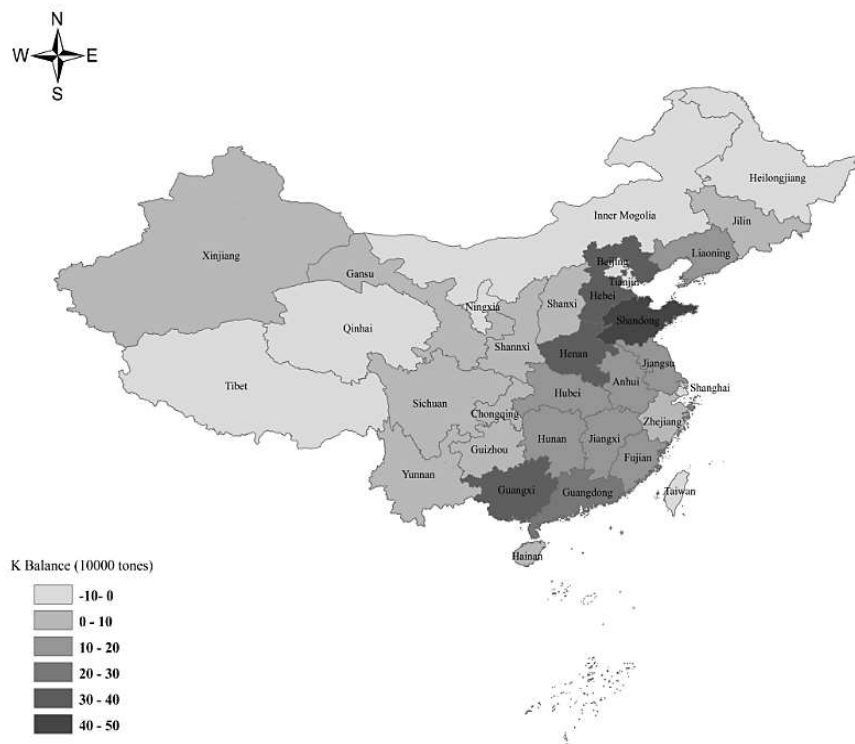 N
W E
S
Heilongjiang
Inner Mogolia
Jilin
Xinjiang
Liaoning
Beijing
Gansu
Tianjin
Hebei
Ningxia
Shanxi
Shandong
Qinhai
Shannxi
Henan
Jiangsu
Tibet
Anhui
Shanghai
Hubei
Sichuan
Chongqing
Zhejiang
Hunan
Jiangxi
Guizhou
Fujian
Yunnan
Guangxi
Guangdong
Taiwan
Hainan
K Balance (10000 tones)
-10- 0
0 - 10
10 - 20
20 - 30
30 - 40
40 - 50